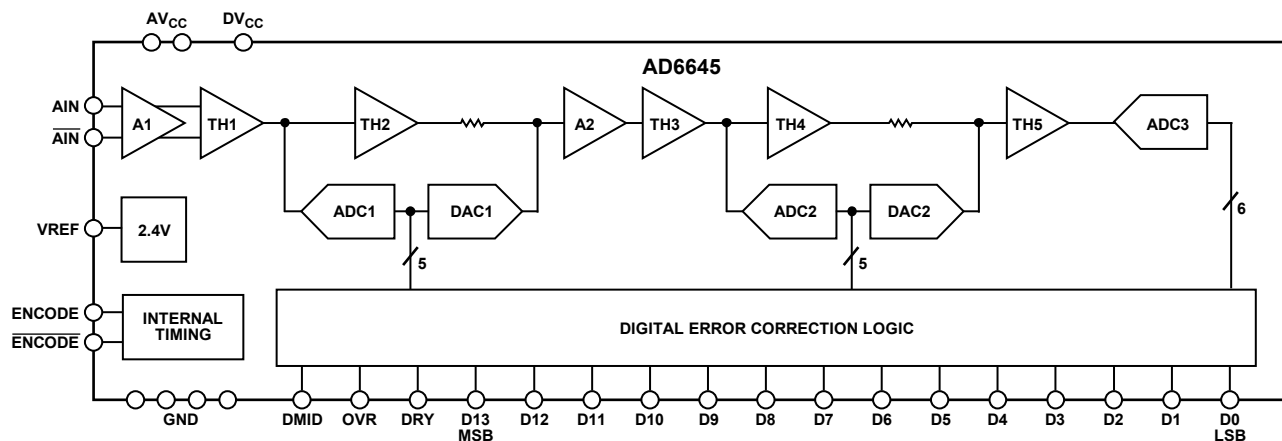 AVCC DVCC
AD6645
AIN
A1 TH1 TH2 A2 TH3 TH4 TH5 ADC3
AIN
ADC1 DAC1 ADC2 DAC2
VREF 2.4V
5 5 6
ENCODE INTERNAL
TIMING
ENCODE
DIGITAL ERROR CORRECTION LOGIC
GND DMID OVR DRY D13 D12 D11 D10 D9 D8 D7 D6 D5 D4 D3 D2 D1 D0
MSB LSB